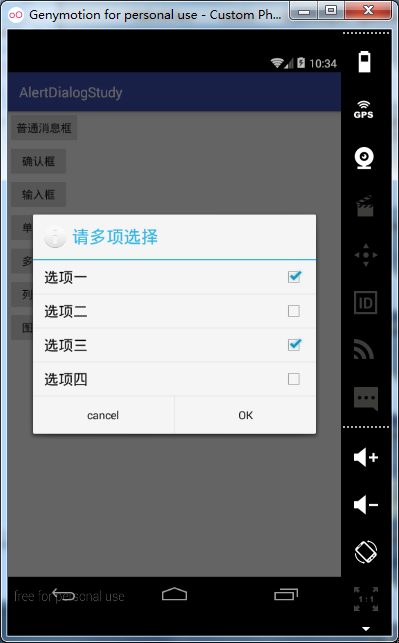 Genymotion for personal use - Custom Ph...
10:34
AlertDialogStudy
普通消息框
确认框
输入框
单
多
列
图
请多项选择
选项一
选项二
选项三
选项四
cancel
OK
free for personal use
GPS
ID
1:1